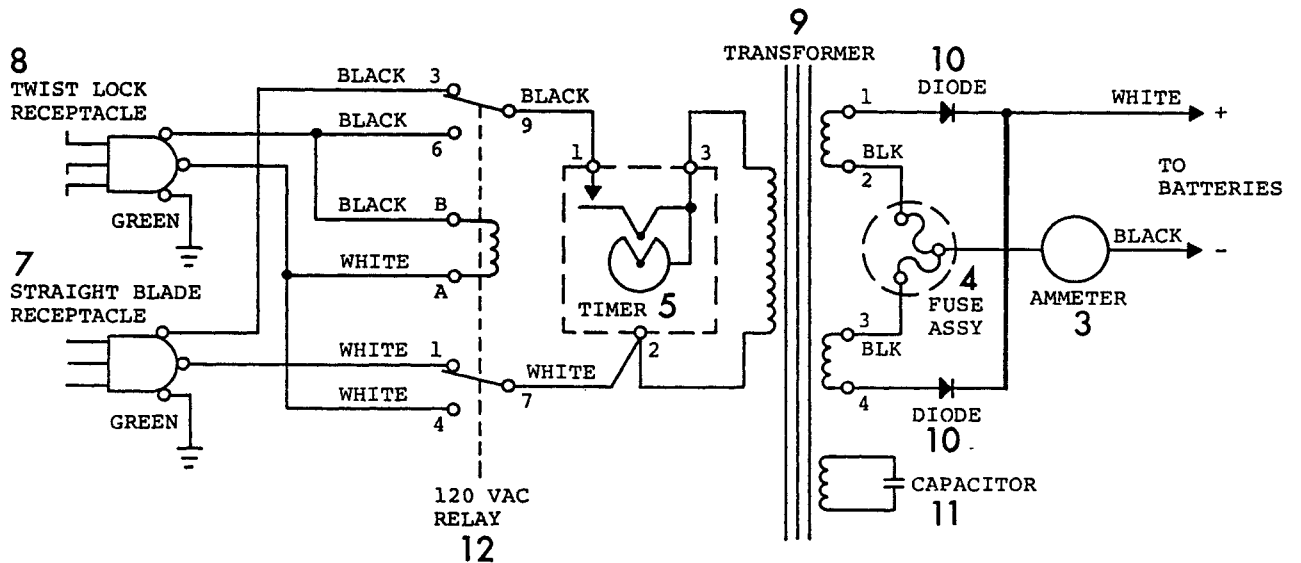 8
TWIST LOCK
RECEPTACLE
GREEN
7
STRAIGHT BLADE
RECEPTACLE
GREEN
BLACK 3
BLACK
6
BLACK B
WHITE
A
WHITE 1
WHITE
4
120 VAC
RELAY
12
BLACK
9
WHITE
7
1
3
TIMER 5
2
9
TRANSFORMER
1
10
DIODE
BLK
2
4
FUSE
ASSY
3
BLK
4
DIODE
10
CAPACITOR
11
WHITE
+
TO
BATTERIES
BLACK
-
AMMETER
3